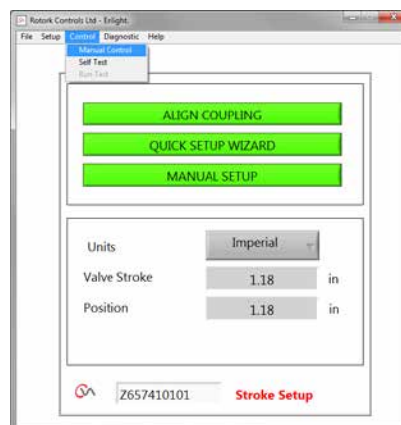 Rotork Controls Ltd - Enlight.
File Setup Control Diagnostic Help
Manual Control
Self Test
Run Test
ALIGN COUPLING
QUICK SETUP WIZARD
MANUAL SETUP
Units Imperial
Valve Stroke 1.18 in
Position 1.18 in
Z657410101 Stroke Setup